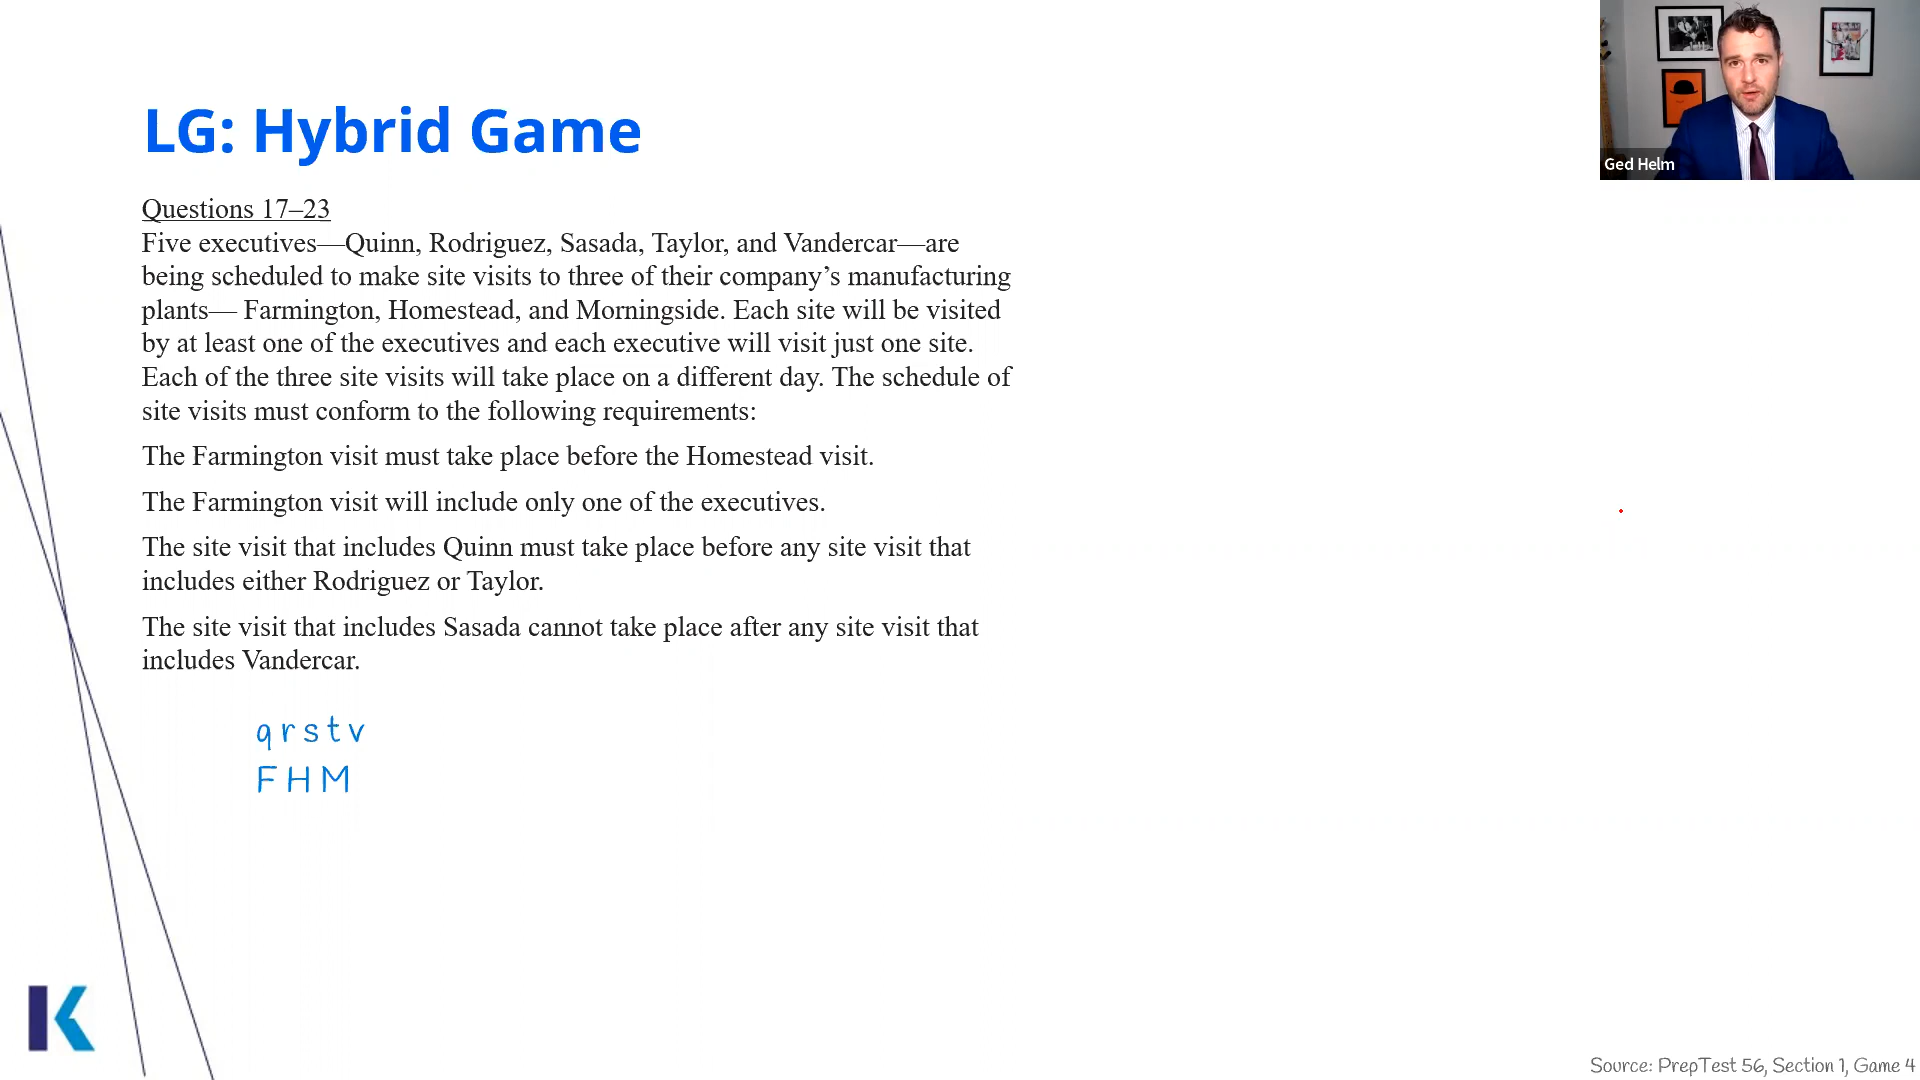 LG: Hybrid Game
Ged Helm
Questions 17–23
Five executives—Quinn, Rodriguez, Sasada, Taylor, and Vandercar—are
being scheduled to make site visits to three of their company’s manufacturing
plants— Farmington, Homestead, and Morningside. Each site will be visited
by at least one of the executives and each executive will visit just one site.
Each of the three site visits will take place on a different day. The schedule of
site visits must conform to the following requirements:
The Farmington visit must take place before the Homestead visit.
The Farmington visit will include only one of the executives.
The site visit that includes Quinn must take place before any site visit that
includes either Rodriguez or Taylor.
The site visit that includes Sasada cannot take place after any site visit that
includes Vandercar.
q r s t v
F H M
K
Source: PrepTest 56, Section 1, Game 4